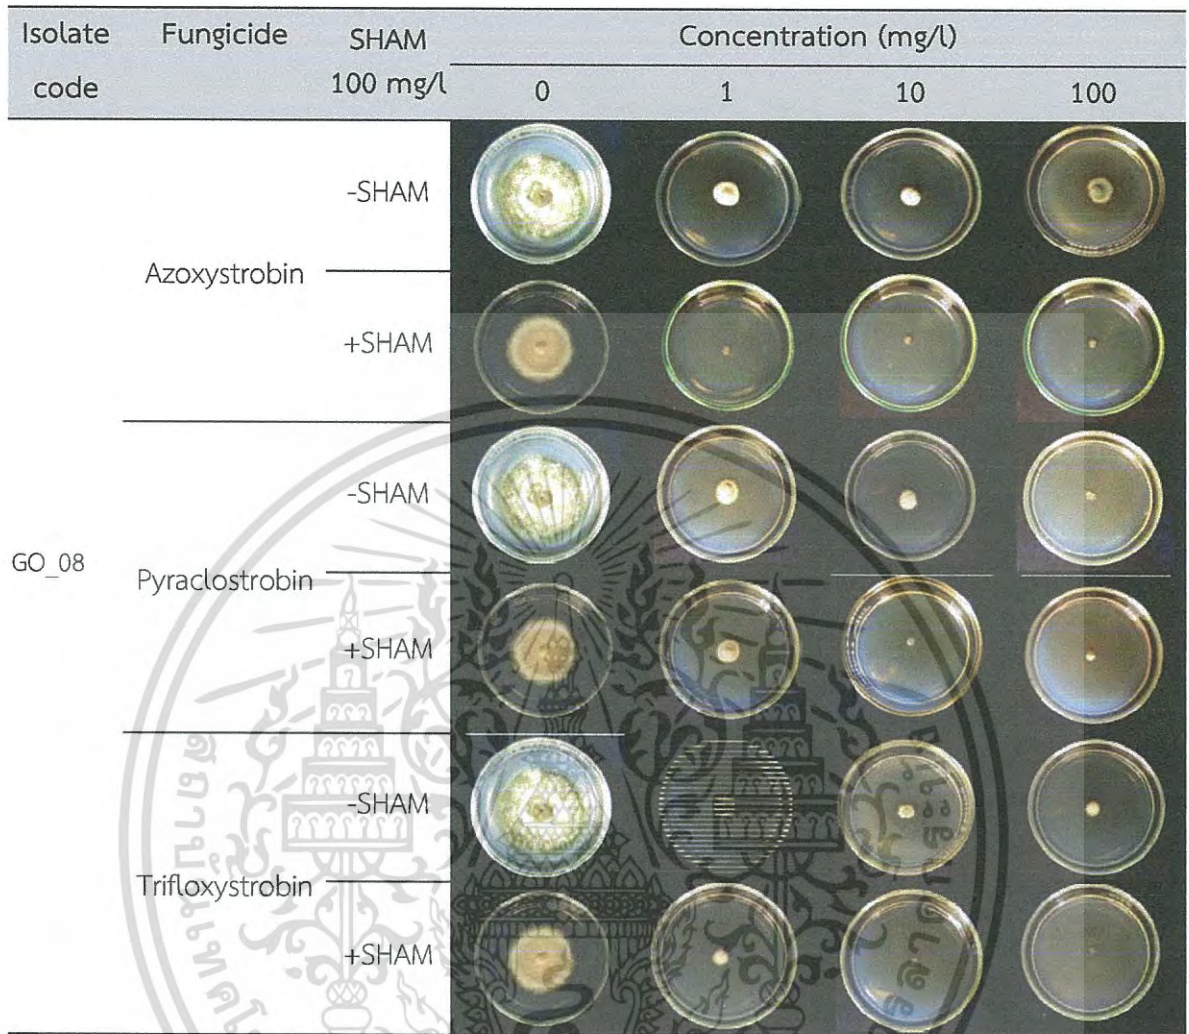 Isolate code Fungicide SHAM 100 mg/l Concentration (mg/l)
0 1 10 100
-SHAM
Azoxystrobin
+SHAM
-SHAM
GO_08
Pyraclostrobin
+SHAM
-SHAM
Trifloxystrobin
+SHAM